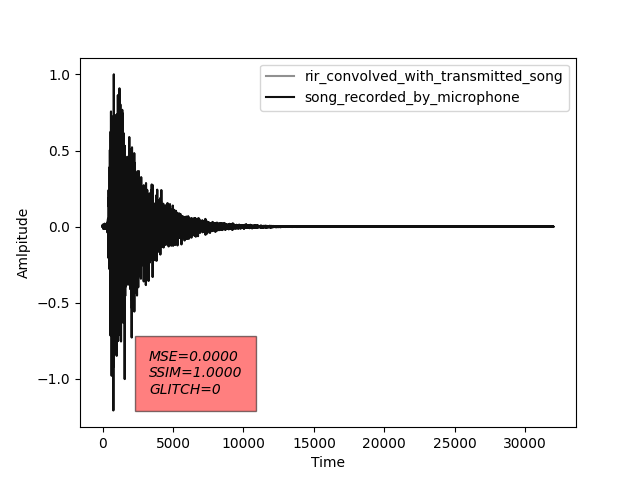 rir_convolved_with_transmitted_song
song_recorded_by_microphone
1.0
0.5
0.0
−0.5
−1.0
Amlpitude
MSE=0.0000
SSIM=1.0000
GLITCH=0
0 5000 10000 15000 20000 25000 30000
Time